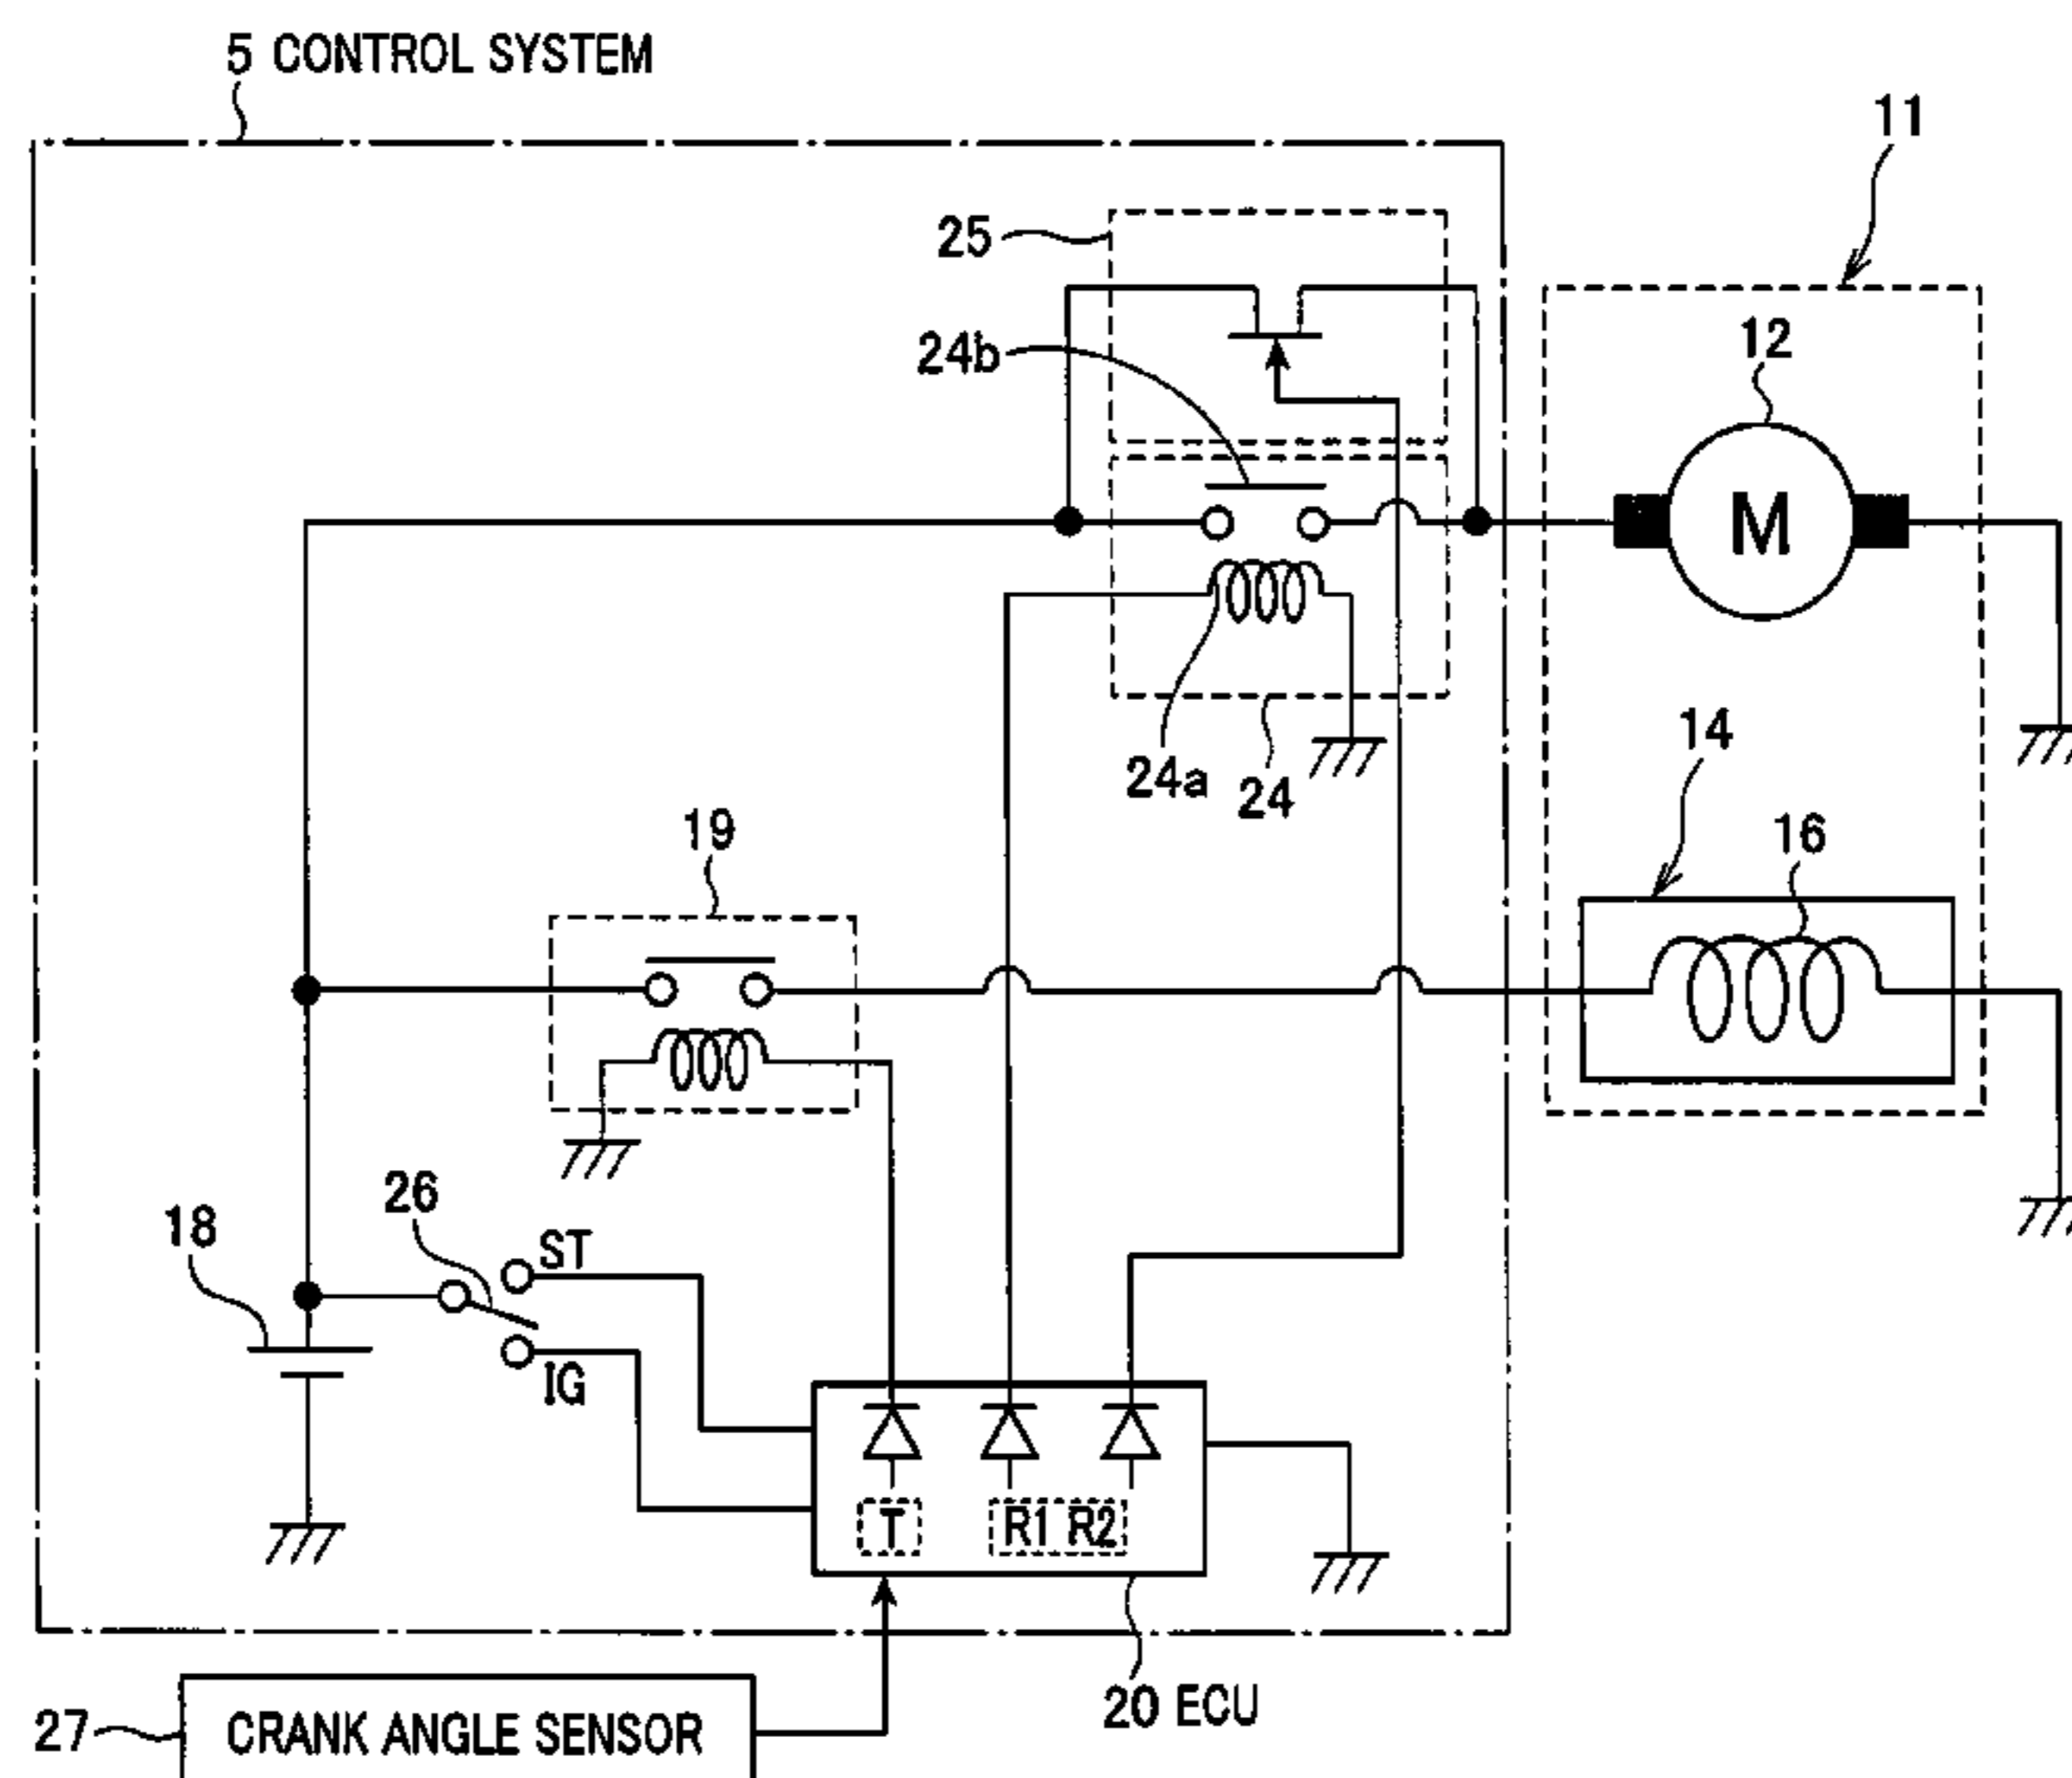 5 CONTROL SYSTEM
11
25
24b
12
M
24a
24
14
16
19
26
18
ST
IG
T
R1 R2
20 ECU
27
CRANK ANGLE SENSOR